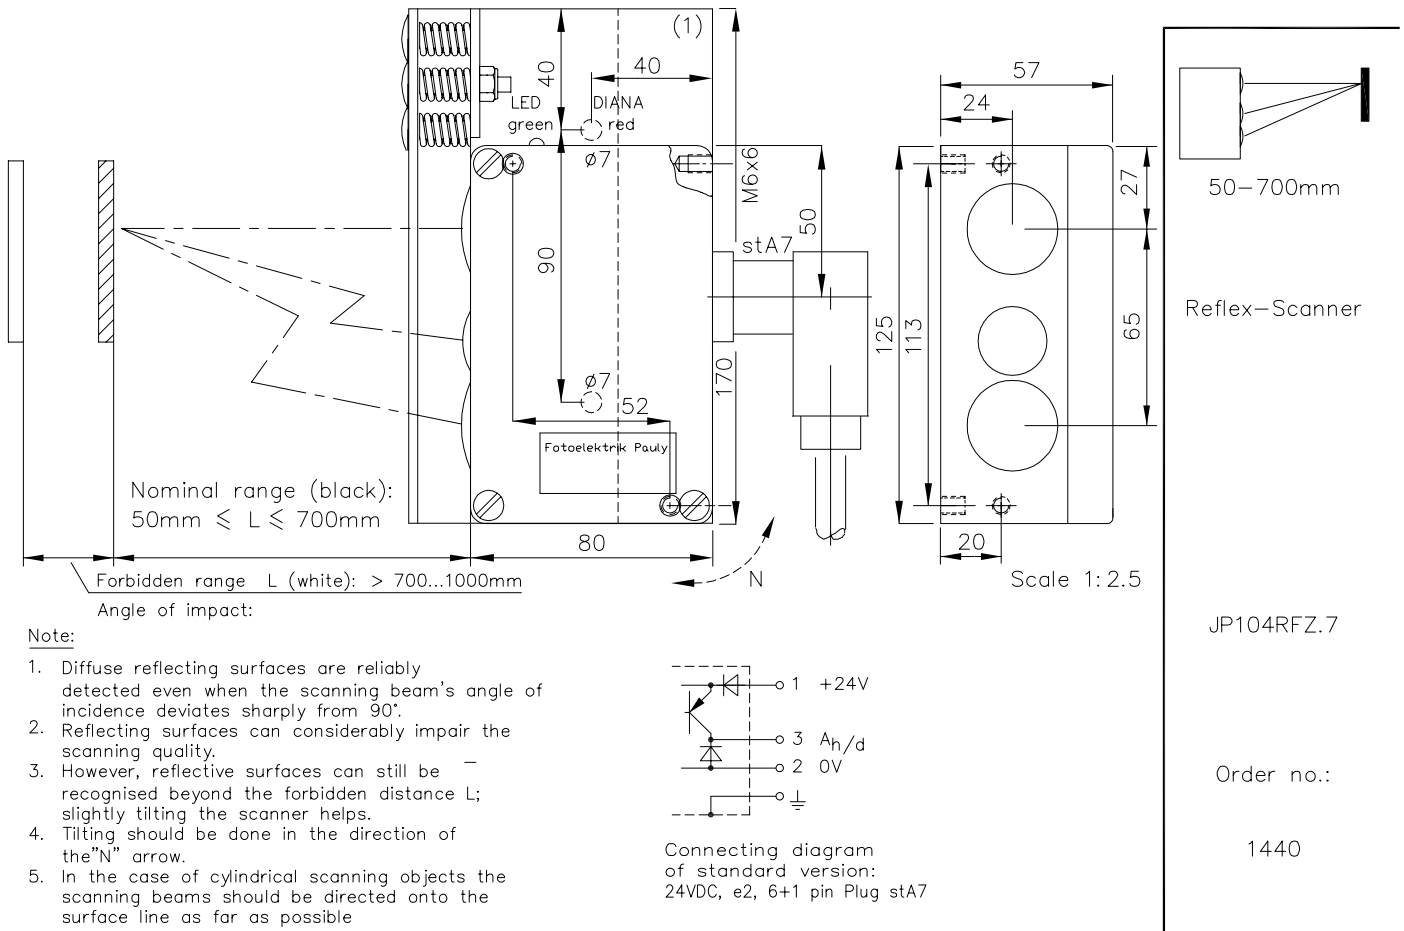 (1)
40
40
LED
green
DIANA
red
ø7
M6x6
50
stA7
90
ø7
52
170
Fotoelektrik Pauly
Nominal range (black):
50mm ⩽ L ⩽ 700mm
80
N
Forbidden range L (white): > 700...1000mm
Angle of impact:
57
24
27
125
113
65
20
Scale 1:2.5
50-700mm
Reflex-Scanner
JP104RFZ.7
Order no.:
1440
Note:
1. Diffuse reflecting surfaces are reliably
detected even when the scanning beam's angle of
incidence deviates sharply from 90°.
2. Reflecting surfaces can considerably impair the
scanning quality.
3. However, reflective surfaces can still be
recognised beyond the forbidden distance L̅;
slightly tilting the scanner helps.
4. Tilting should be done in the direction of
the"N" arrow.
5. In the case of cylindrical scanning objects the
scanning beams should be directed onto the
surface line as far as possible
1 +24V
3 Ah/d
2 0V
Connecting diagram
of standard version:
24VDC, e2, 6+1 pin Plug stA7